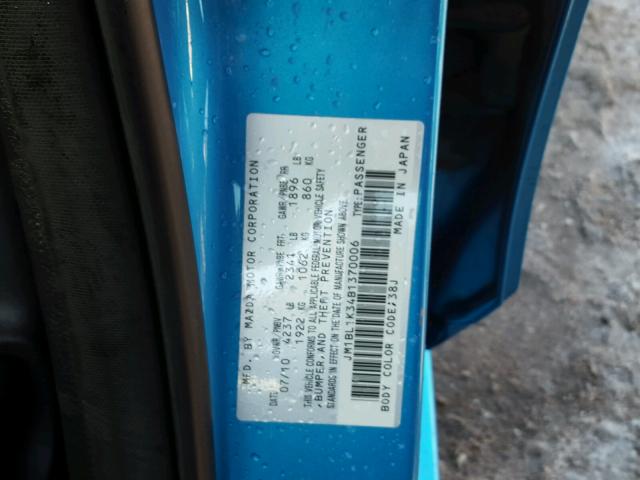 MFD. BY MAZDA MOTOR CORPORATION
DATE GVWR/PNBV GAWR/PNBE FRT. GAWR/PNBE RR
07/10 4237 LB 2341 LB 1896 LB
1922 KG 1062 KG 860 KG
THIS VEHICLE CONFORMS TO ALL APPLICABLE FEDERAL MOTOR VEHICLE SAFETY
,BUMPER,AND THEFT PREVENTION
STANDARDS IN EFFECT ON THE DATE OF MANUFACTURE SHOWN ABOVE.
JM1BL1K34B1370006 TYPE:PASSENGER
BODY COLOR CODE;38J MADE IN JAPAN